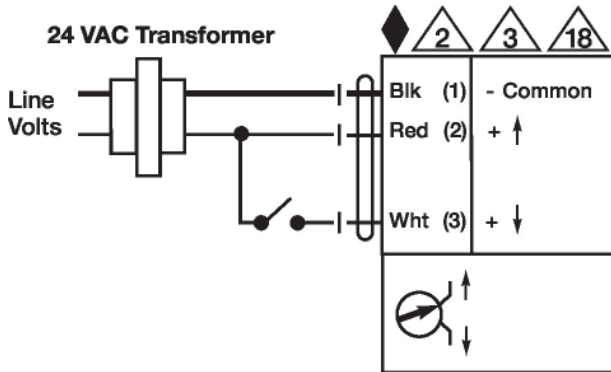 24 VAC Transformer
2 3 18
Line
Volts
Blk (1) - Common
Red (2) + ↑
Wht (3) + ↓